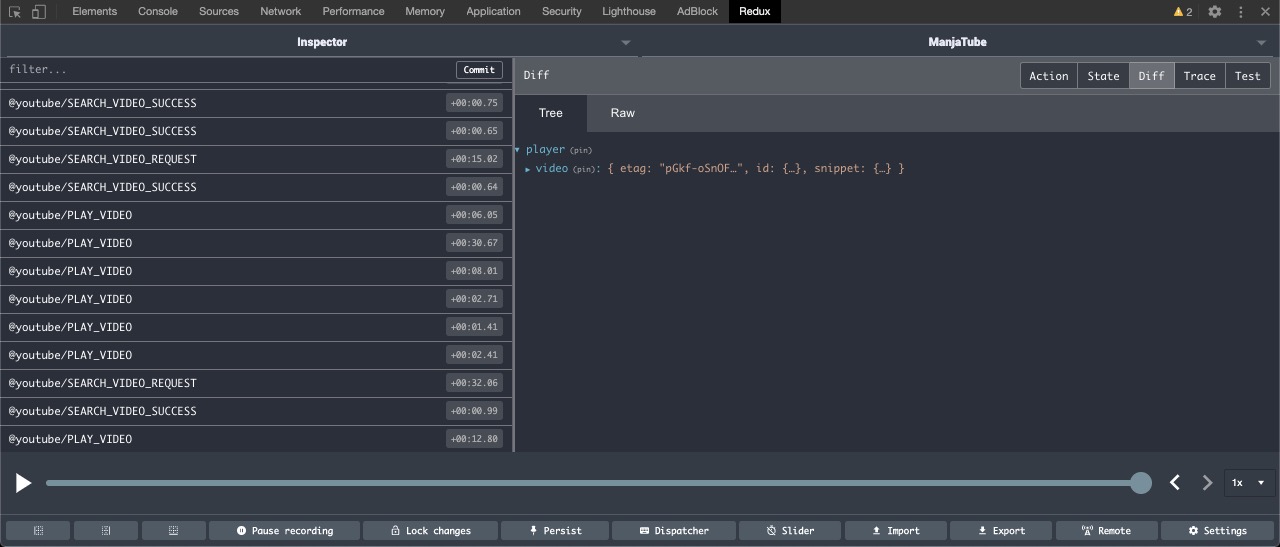 Elements Console Sources Network Performance Memory Application Security Lighthouse AdBlock Redux 2
Inspector ManjaTube
filter... Commit
Diff Action State Diff Trace Test
Tree Raw
@youtube/SEARCH_VIDEO_SUCCESS +00:00.75
@youtube/SEARCH_VIDEO_SUCCESS +00:00.65
@youtube/SEARCH_VIDEO_REQUEST +00:15.02
@youtube/SEARCH_VIDEO_SUCCESS +00:00.64
@youtube/PLAY_VIDEO +00:06.05
@youtube/PLAY_VIDEO +00:30.67
@youtube/PLAY_VIDEO +00:08.01
@youtube/PLAY_VIDEO +00:02.71
@youtube/PLAY_VIDEO +00:01.41
@youtube/PLAY_VIDEO +00:02.41
@youtube/SEARCH_VIDEO_REQUEST +00:32.06
@youtube/SEARCH_VIDEO_SUCCESS +00:00.99
@youtube/PLAY_VIDEO +00:12.80
player (pin)
video (pin): { etag: "pGkf-oSnOF…", id: {…}, snippet: {…} }
1x
Pause recording Lock changes Persist Dispatcher Slider Import Export Remote Settings